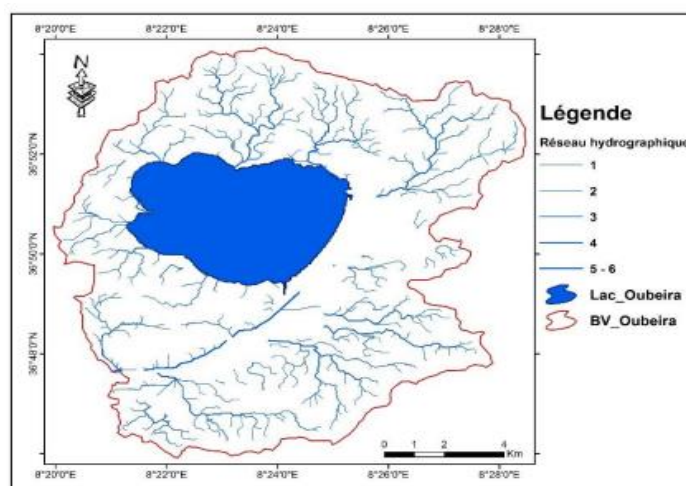 8°20'0"E 8°22'0"E 8°24'0"E 8°26'0"E 8°28'0"E
N
36°52'0"N
36°50'0"N
36°48'0"N
Légende
Réseau hydrographique
1
2
3
4
5 - 6
Lac_Oubeira
BV_Oubeira
0 1 2 4
Km
8°20'0"E 8°22'0"E 8°24'0"E 8°26'0"E 8°28'0"E